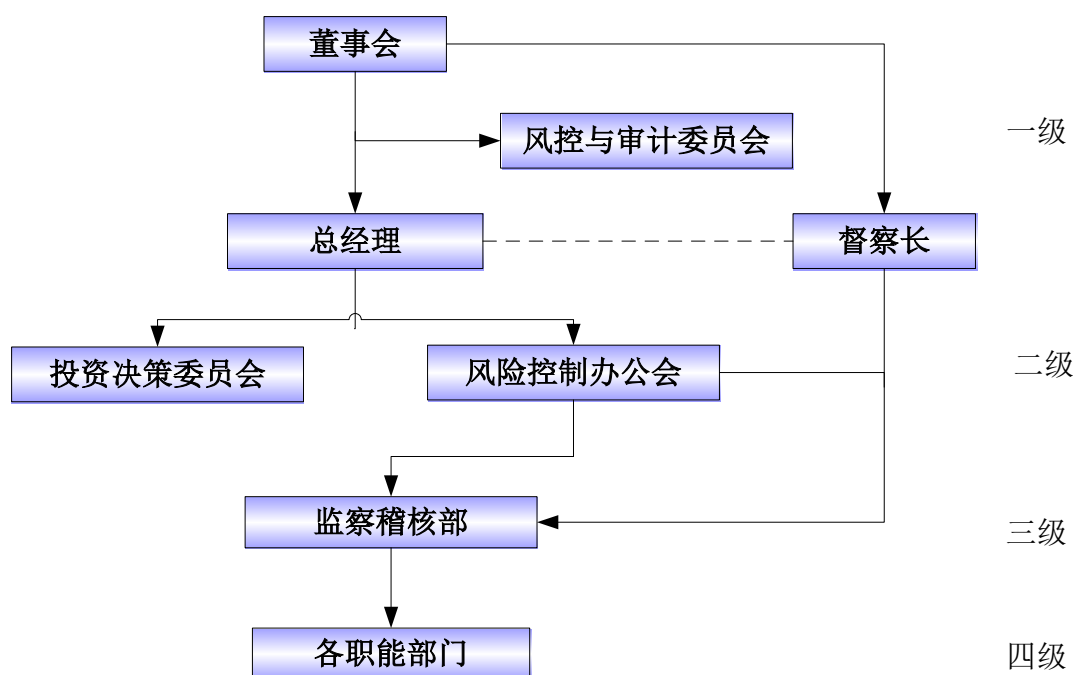 董事会
风控与审计委员会
一级
总经理
督察长
投资决策委员会
风险控制办公会
二级
监察稽核部
三级
各职能部门
四级